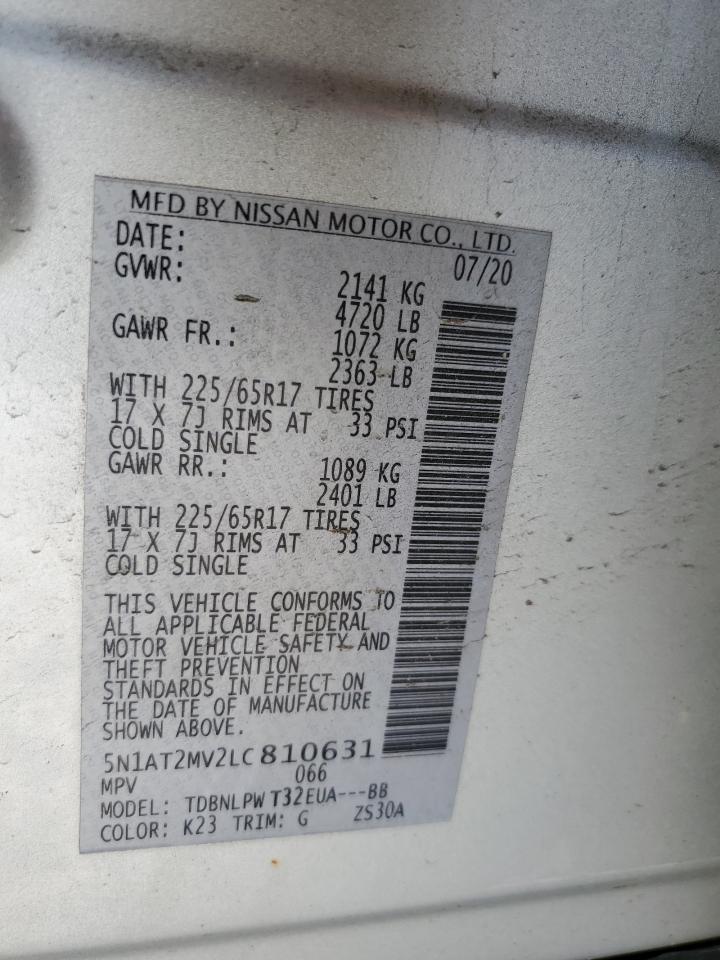 MFD BY NISSAN MOTOR CO., LTD.
DATE: 07/20
GVWR: 2141 KG
4720 LB
GAWR FR.: 1072 KG
2363 LB
WITH 225/65R17 TIRES
17 X 7J RIMS AT 33 PSI
COLD SINGLE
GAWR RR.: 1089 KG
2401 LB
WITH 225/65R17 TIRES
17 X 7J RIMS AT 33 PSI
COLD SINGLE
THIS VEHICLE CONFORMS TO
ALL APPLICABLE FEDERAL
MOTOR VEHICLE SAFETY AND
THEFT PREVENTION
STANDARDS IN EFFECT ON
THE DATE OF MANUFACTURE
SHOWN ABOVE.
5N1AT2MV2LC810631
MPV 066
MODEL: TDBNLPWT32EUA---BB
COLOR: K23 TRIM: G ZS30A